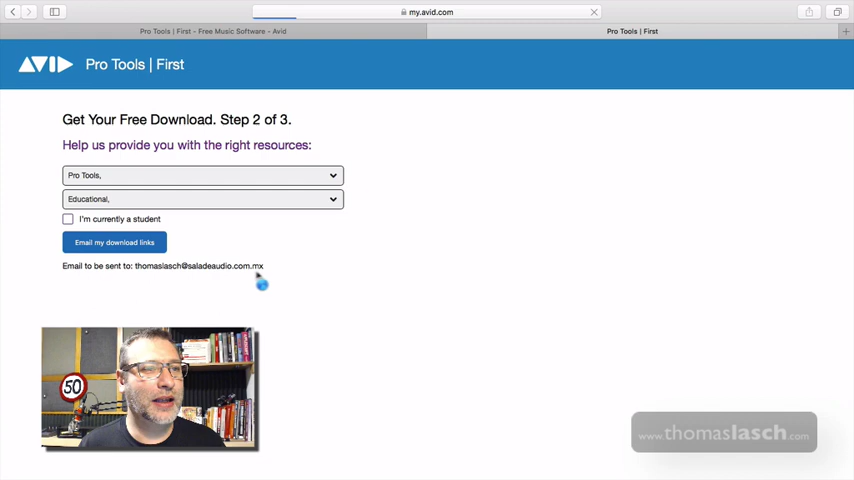 my.avid.com
Pro Tools | First - Free Music Software - Avid
Pro Tools | First
AVID Pro Tools | First
Get Your Free Download. Step 2 of 3.
Help us provide you with the right resources:
Pro Tools,
Educational,
I'm currently a student
Email my download links
Email to be sent to: thomaslasch@saladeaudio.com.mx
50
www.thomaslasch.com